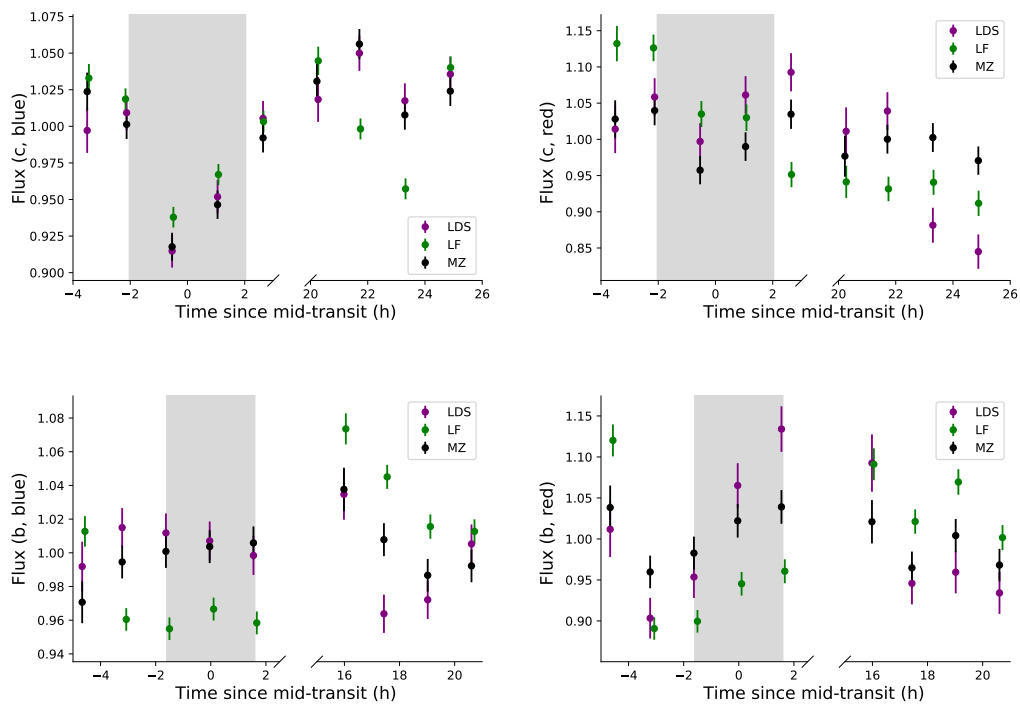 1.075
1.050
1.025
1.000
0.975
0.950
0.925
0.900
Flux (c, blue)
LDS
LF
MZ
−4 −2 0 2 20 22 24 26
Time since mid-transit (h)
1.15
1.10
1.05
1.00
0.95
0.90
0.85
Flux (c, red)
LDS
LF
MZ
−4 −2 0 2 20 22 24 26
Time since mid-transit (h)
1.08
1.06
1.04
1.02
1.00
0.98
0.96
0.94
Flux (b, blue)
LDS
LF
MZ
−4 −2 0 2 16 18 20
Time since mid-transit (h)
1.15
1.10
1.05
1.00
0.95
0.90
Flux (b, red)
LDS
LF
MZ
−4 −2 0 2 16 18 20
Time since mid-transit (h)